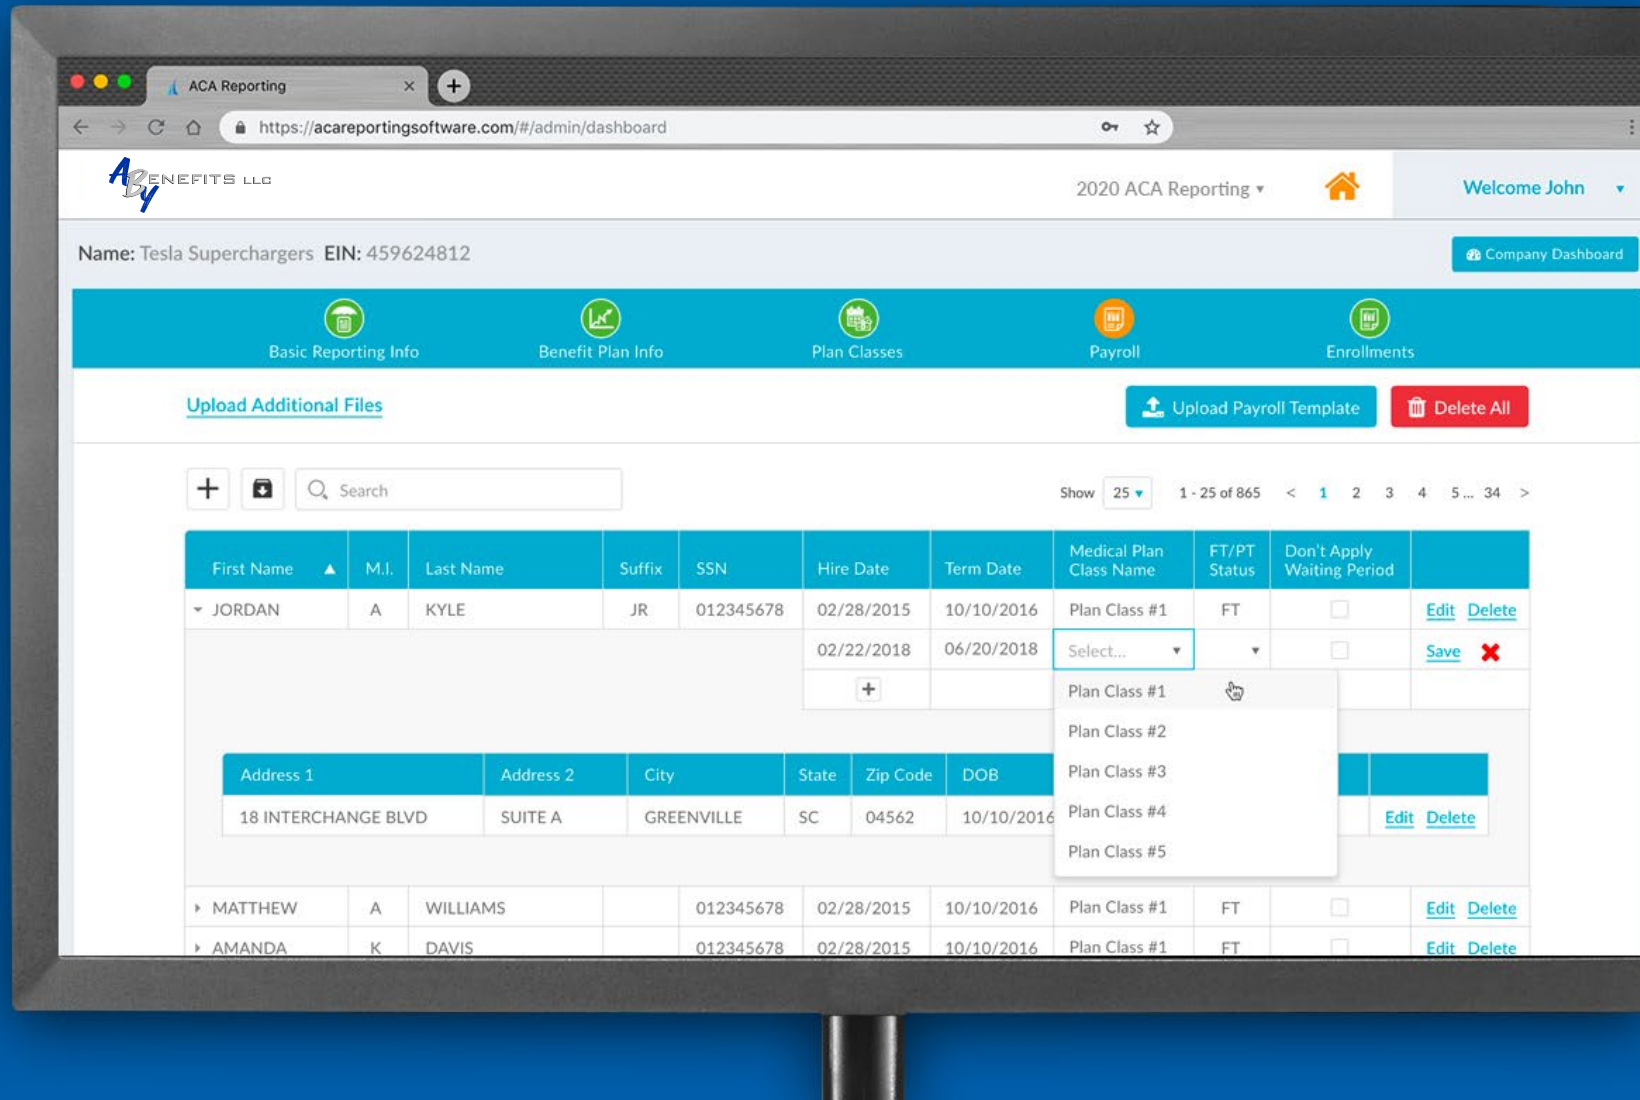 ACA Reporting
https://acareportingsoftware.com/#/admin/dashboard
ABy ENEFITS LLC
2020 ACA Reporting
Welcome John
Name: Tesla Superchargers EIN: 459624812
Company Dashboard
Basic Reporting Info Benefit Plan Info Plan Classes Payroll Enrollments
Upload Additional Files
Upload Payroll Template
Delete All
Search
Show 25 1 - 25 of 865 < 1 2 3 4 5 ... 34 >
First Name M.I. Last Name Suffix SSN Hire Date Term Date Medical Plan Class Name FT/PT Status Don't Apply Waiting Period
JORDAN A KYLE JR 012345678 02/28/2015 10/10/2016 Plan Class #1 FT Edit Delete
02/22/2018 06/20/2018 Select... Save
Plan Class #1
Plan Class #2
Plan Class #3
Plan Class #4
Plan Class #5
Address 1 Address 2 City State Zip Code DOB
18 INTERCHANGE BLVD SUITE A GREENVILLE SC 04562 10/10/2016 Edit Delete
MATTHEW A WILLIAMS 012345678 02/28/2015 10/10/2016 Plan Class #1 FT Edit Delete
AMANDA K DAVIS 012345678 02/28/2015 10/10/2016 Plan Class #1 FT Edit Delete